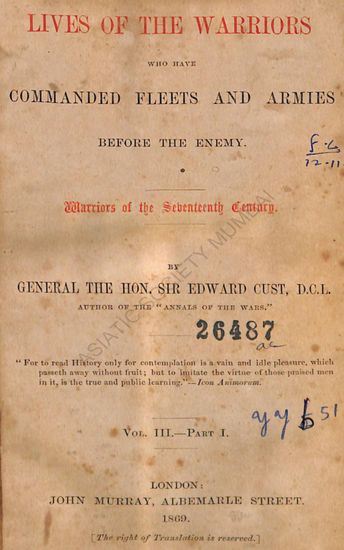 LIVES OF THE WARRIORS
WHO HAVE
COMMANDED FLEETS AND ARMIES
BEFORE THE ENEMY.
Warriors of the Seventeenth Century.
BY
GENERAL THE HON. SIR EDWARD CUST, D.C.L.
AUTHOR OF THE "ANNALS OF THE WARS."
26487
"For to read History only for contemplation is a vain and idle pleasure, which
passeth away without fruit; but to imitate the virtue of those praised men
in it, is the true and public learning."—Icon Animorum.
VOL. III.—PART I.
LONDON:
JOHN MURRAY, ALBEMARLE STREET.
1869.
[The right of Translation is reserved.]
ASIATIC SOCIETY MUMBAI